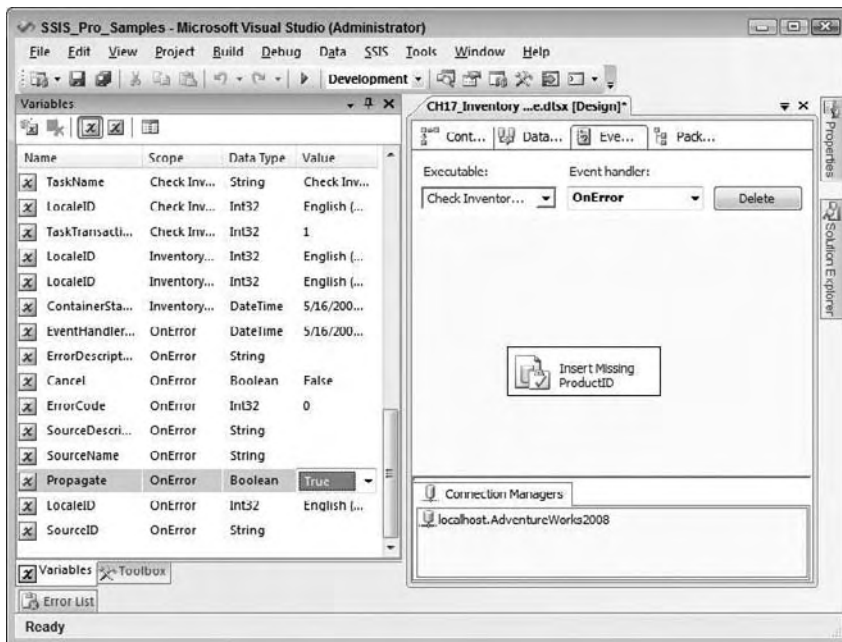 SSIS_Pro_Samples - Microsoft Visual Studio (Administrator)
File Edit View Project Build Debug Data SSIS Tools Window Help
Development
Variables
Name Scope Data Type Value
TaskName Check Inv... String Check Inv...
LocaleID Check Inv... Int32 English (...
TaskTransacti... Check Inv... Int32 1
LocaleID Inventory... Int32 English (...
LocaleID Inventory... Int32 English (...
ContainerSta... Inventory... DateTime 5/16/200...
EventHandler... OnError DateTime 5/16/200...
ErrorDescript... OnError String
Cancel OnError Boolean False
ErrorCode OnError Int32 0
SourceDescri... OnError String
SourceName OnError String
Propagate OnError Boolean True
LocaleID OnError Int32 English (...
SourceID OnError String
Variables Toolbox
Error List
Ready
CH17_Inventory ...e.dtsx [Design]*
Cont... Data... Eve... Pack...
Executable: Event handler:
Check Inventor... OnError Delete
Insert Missing
ProductID
Connection Managers
localhost.AdventureWorks2008
Properties
Solution Explorer